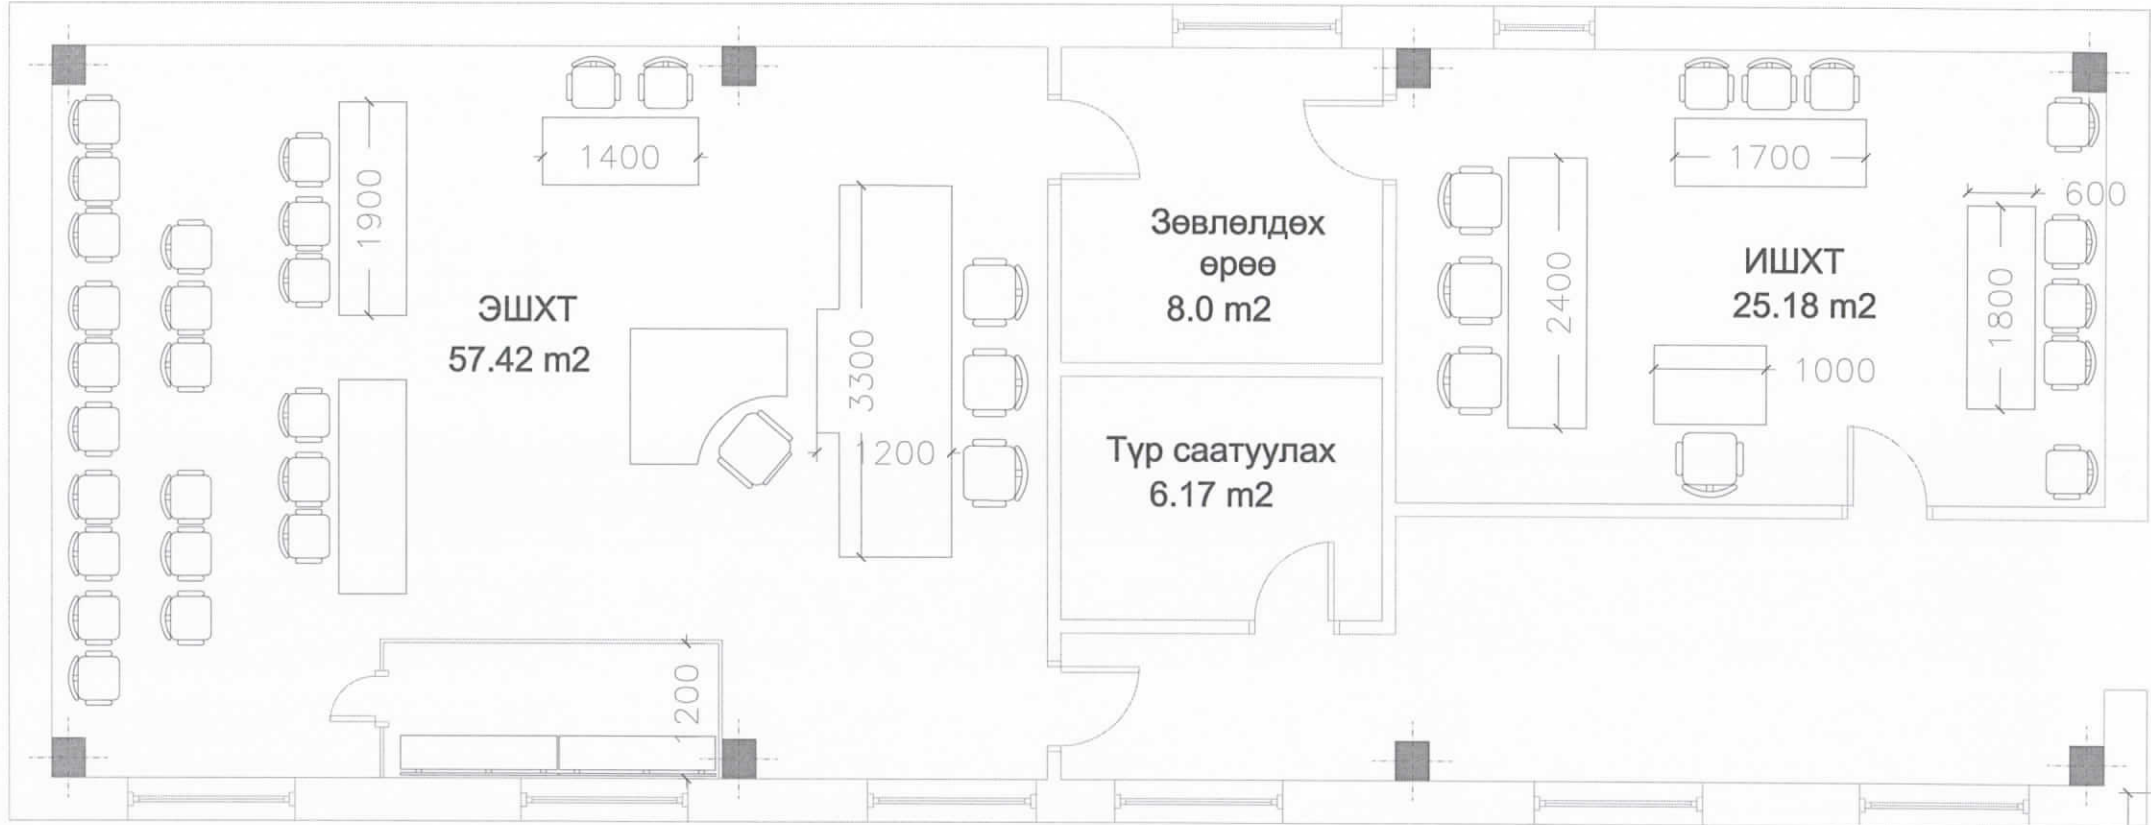 1400
1900
ЭШХТ
57.42 m2
3300
1200
200
Зөвлөлдөх
өрөө
8.0 m2
Түр саатуулах
6.17 m2
1700
600
2400
ИШХТ
25.18 m2
1800
1000